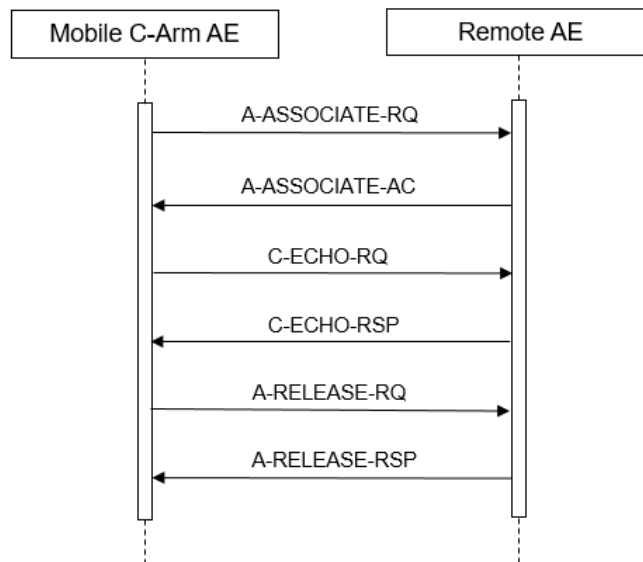 Mobile C-Arm AE
Remote AE
A-ASSOCIATE-RQ
A-ASSOCIATE-AC
C-ECHO-RQ
C-ECHO-RSP
A-RELEASE-RQ
A-RELEASE-RSP